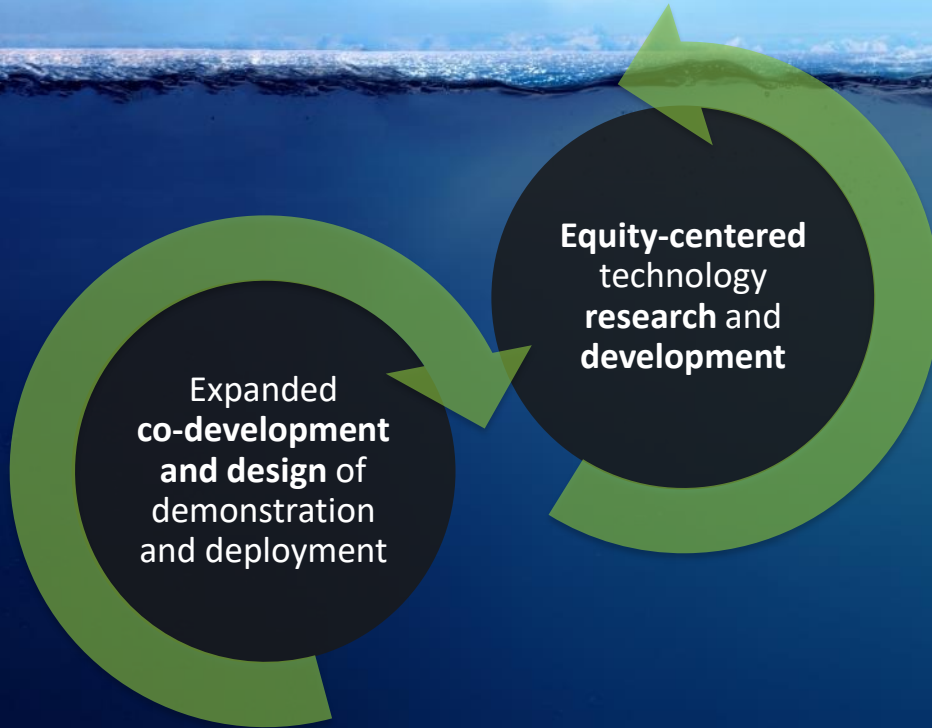 Equity-centered
technology
research and
development
Expanded
co-development
and design of
demonstration
and deployment